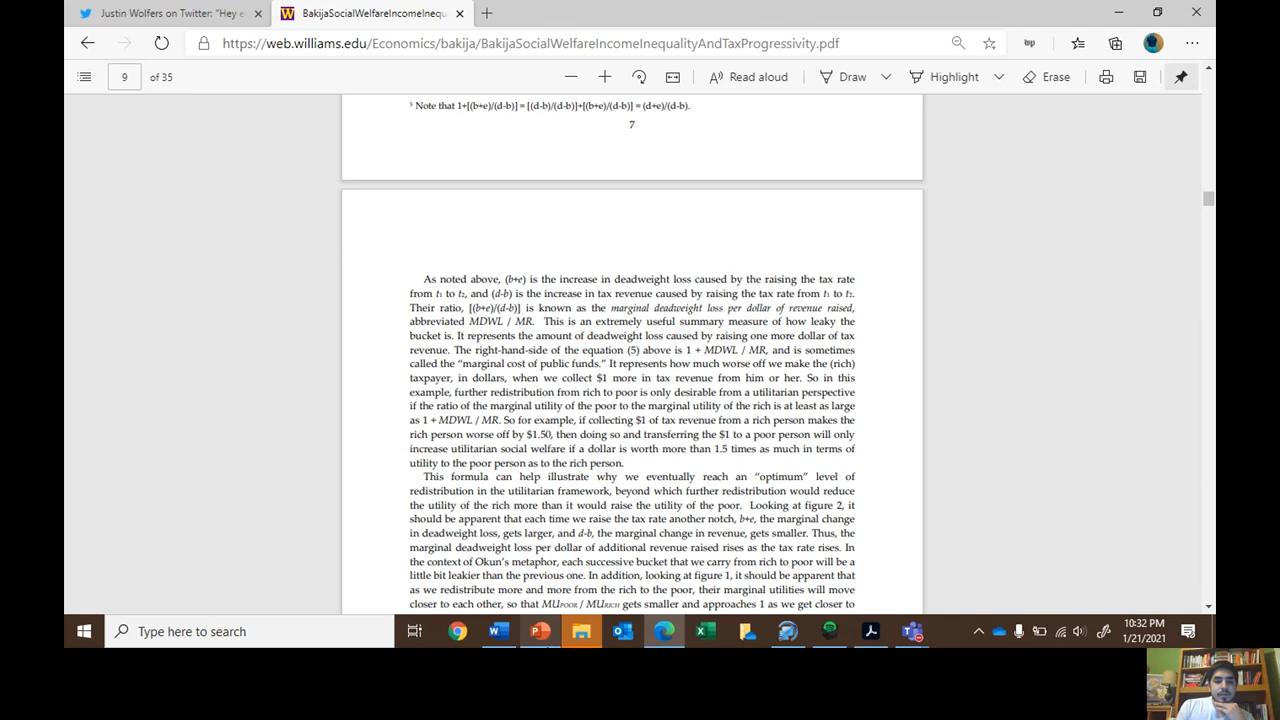 Justin Wolfers on Twitter: "Hey e
BakijaSocialWelfareIncomeInequ
https://web.williams.edu/Economics/bakija/BakijaSocialWelfareIncomeInequalityAndTaxProgressivity.pdf
9 of 35
Read aloud
Draw
Highlight
Erase
⁵ Note that 1+[(b+e)/(d-b)] = [(d-b)/(d-b)]+[(b+e)/(d-b)] = (d+e)/(d-b).
7
As noted above, (b+e) is the increase in deadweight loss caused by the raising the tax rate
from t₁ to t₂, and (d-b) is the increase in tax revenue caused by raising the tax rate from t₁ to t₂.
Their ratio, [(b+e)/(d-b)] is known as the marginal deadweight loss per dollar of revenue raised,
abbreviated MDWL / MR. This is an extremely useful summary measure of how leaky the
bucket is. It represents the amount of deadweight loss caused by raising one more dollar of tax
revenue. The right-hand-side of the equation (5) above is 1 + MDWL / MR, and is sometimes
called the “marginal cost of public funds.” It represents how much worse off we make the (rich)
taxpayer, in dollars, when we collect $1 more in tax revenue from him or her. So in this
example, further redistribution from rich to poor is only desirable from a utilitarian perspective
if the ratio of the marginal utility of the poor to the marginal utility of the rich is at least as large
as 1 + MDWL / MR. So for example, if collecting $1 of tax revenue from a rich person makes the
rich person worse off by $1.50, then doing so and transferring the $1 to a poor person will only
increase utilitarian social welfare if a dollar is worth more than 1.5 times as much in terms of
utility to the poor person as to the rich person.
This formula can help illustrate why we eventually reach an “optimum” level of
redistribution in the utilitarian framework, beyond which further redistribution would reduce
the utility of the rich more than it would raise the utility of the poor. Looking at figure 2, it
should be apparent that each time we raise the tax rate another notch, b+e, the marginal change
in deadweight loss, gets larger, and d-b, the marginal change in revenue, gets smaller. Thus, the
marginal deadweight loss per dollar of additional revenue raised rises as the tax rate rises. In
the context of Okun's metaphor, each successive bucket that we carry from rich to poor will be a
little bit leakier than the previous one. In addition, looking at figure 1, it should be apparent that
as we redistribute more and more from the rich to the poor, their marginal utilities will move
closer to each other, so that MUPOOR / MURICH gets smaller and approaches 1 as we get closer to
Type here to search
10:32 PM
1/21/2021